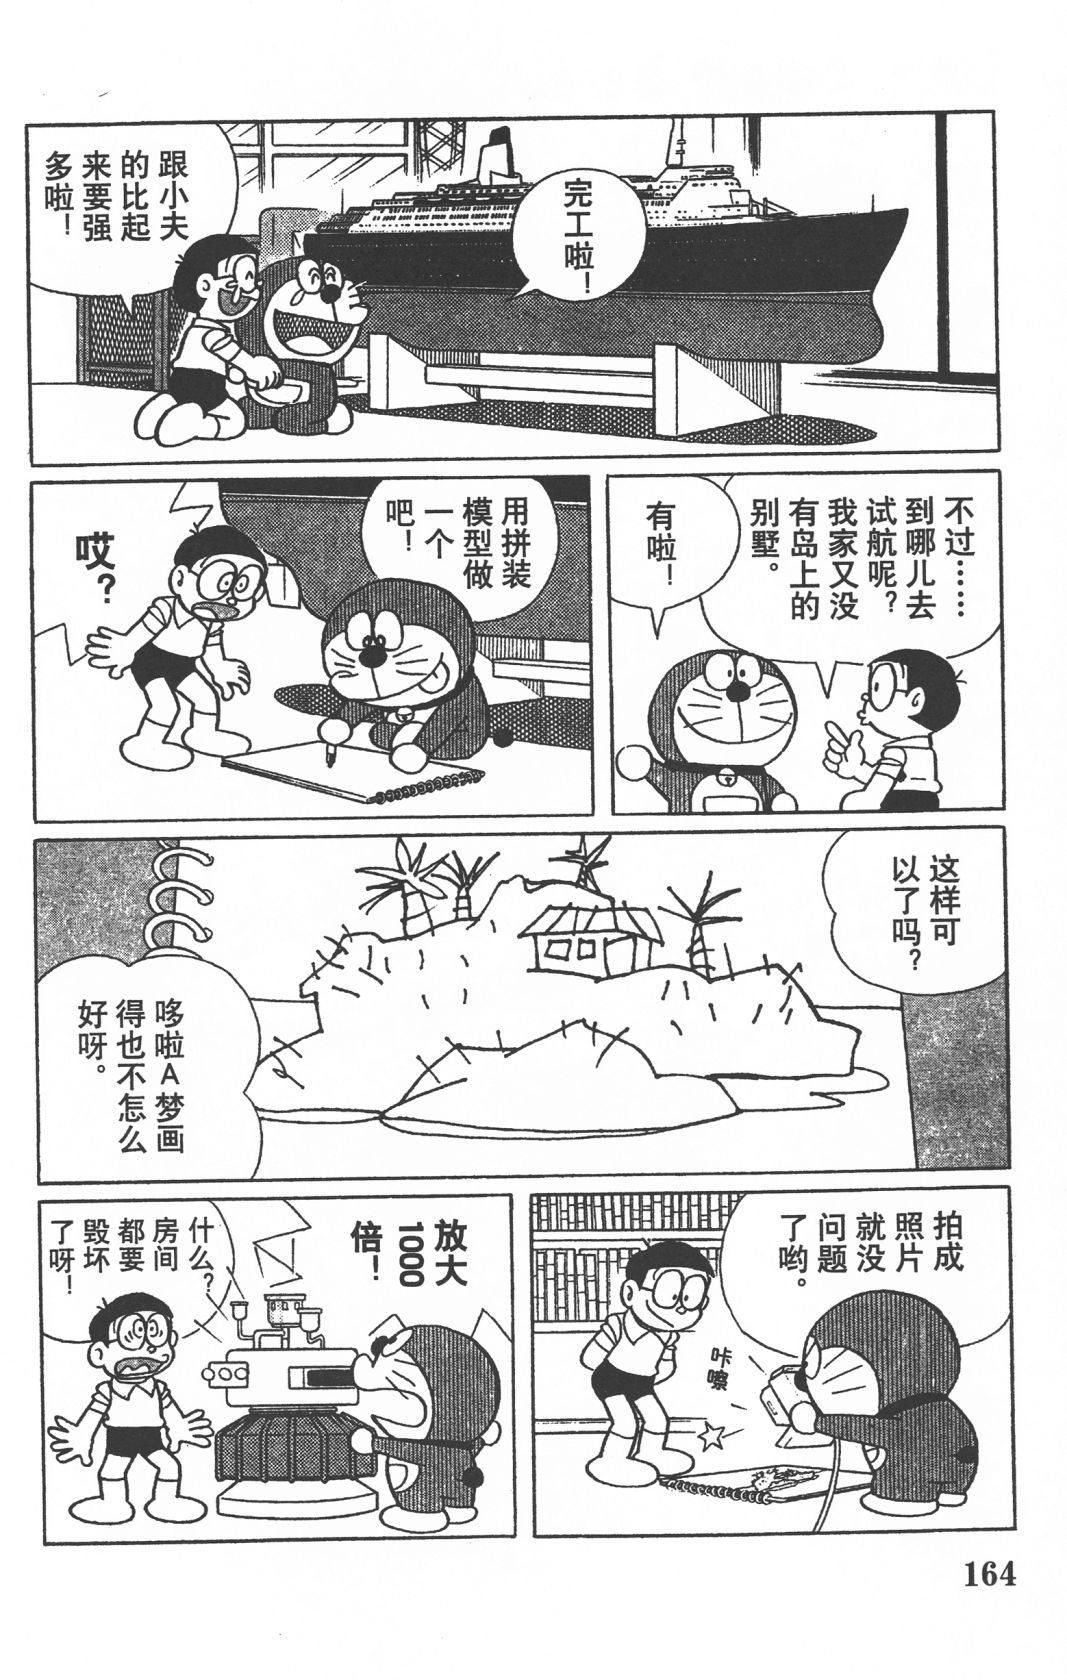 完工啦！
跟小夫
的比起
来要强
多啦！
不过……
到哪儿去
试航呢？
我家又没
有岛上的
别墅。
有啦！
用拼装
模型做
一个
吧！
哎？
这样可
以了吗？
哆啦A梦画
得也不怎么
好呀。
拍成
照片
就没
问题
了哟。
咔嚓
放大
1000
倍！
什么？
房间
都要
毁坏
了呀！
164